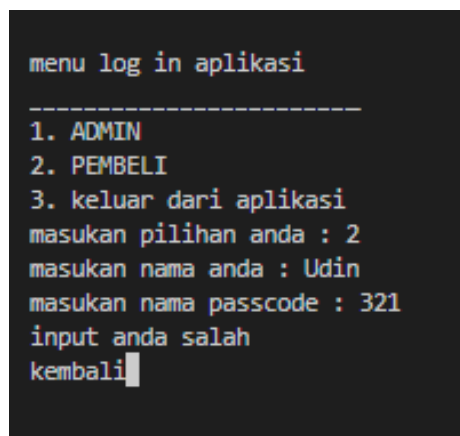 menu log in aplikasi
________________________
1. ADMIN
2. PEMBELI
3. keluar dari aplikasi
masukan pilihan anda : 2
masukan nama anda : Udin
masukan nama passcode : 321
input anda salah
kembali